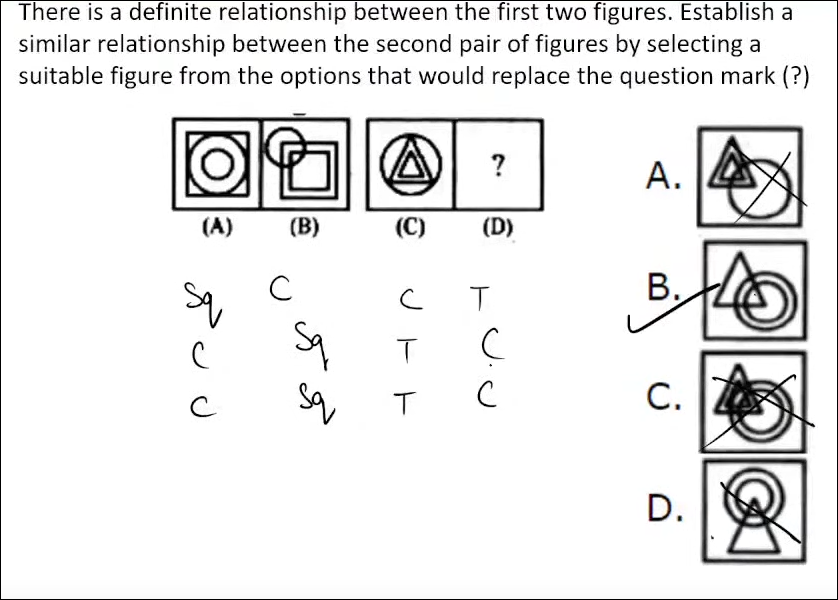 There is a definite relationship between the first two figures. Establish a
similar relationship between the second pair of figures by selecting a
suitable figure from the options that would replace the question mark (?)
?
(A) (B) (C) (D)
Sq C C T
C Sq T C
C Sq T C
A.
B.
C.
D.